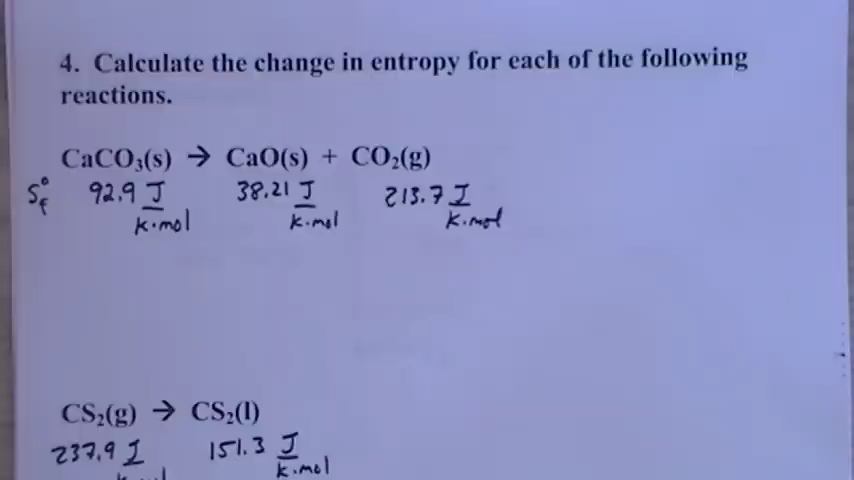 4. Calculate the change in entropy for each of the following
reactions.
CaCO₃(s) → CaO(s) + CO₂(g)
S°f 92.9 J/k·mol 38.21 J/k·mol 213.7 J/k·mol
CS₂(g) → CS₂(l)
237.9 J 151.3 J/k·mol